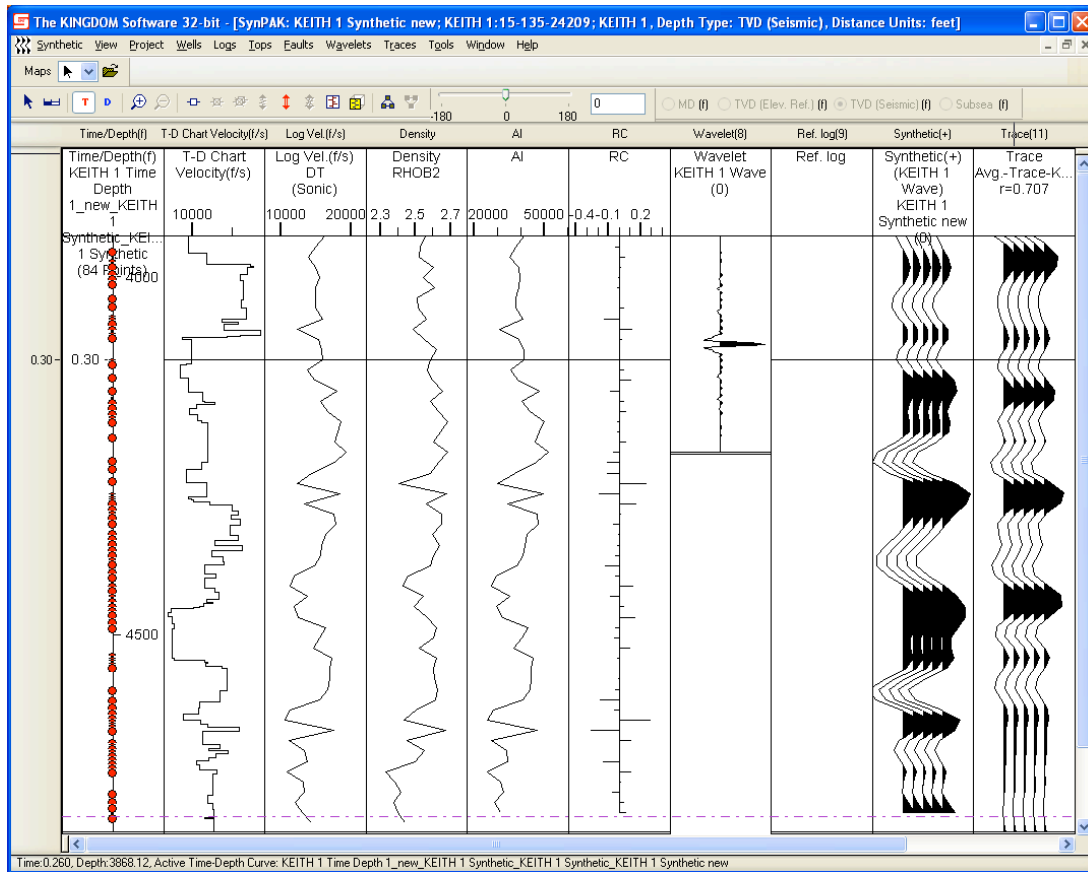 The KINGDOM Software 32-bit - [SynPAK: KEITH 1 Synthetic new; KEITH 1:15-135-24209; KEITH 1, Depth Type: TVD (Seismic), Distance Units: feet]
Synthetic View Project Wells Logs Tops Faults Wavelets Traces Tools Window Help
Maps
T D -180 0 180 0 MD (f) TVD (Elev. Ref.) (f) TVD (Seismic) (f) Subsea (f)
Time/Depth(f) T-D Chart Velocity(f/s) Log Vel.(f/s) Density AI RC Wavelet(8) Ref. log(9) Synthetic(+) Trace(11)
Time/Depth(f)
KEITH 1 Time
Depth
1_new_KEITH
1
Synthetic_KEI...
1 Synthetic
(84 Points)
T-D Chart
Velocity(f/s)
10000
Log Vel.(f/s)
DT
(Sonic)
10000 20000
Density
RHOB2
2.3 2.5 2.7
AI
20000 50000
RC
-0.4 -0.1 0.2
Wavelet
KEITH 1 Wave
(0)
Ref. log
Synthetic(+)
(KEITH 1
Wave)
KEITH 1
Synthetic new
(0)
Trace
Avg.-Trace-K...
r=0.707
4000
0.30 0.30
4500
Time:0.260, Depth:3868.12, Active Time-Depth Curve: KEITH 1 Time Depth 1_new_KEITH 1 Synthetic_KEITH 1 Synthetic_KEITH 1 Synthetic new